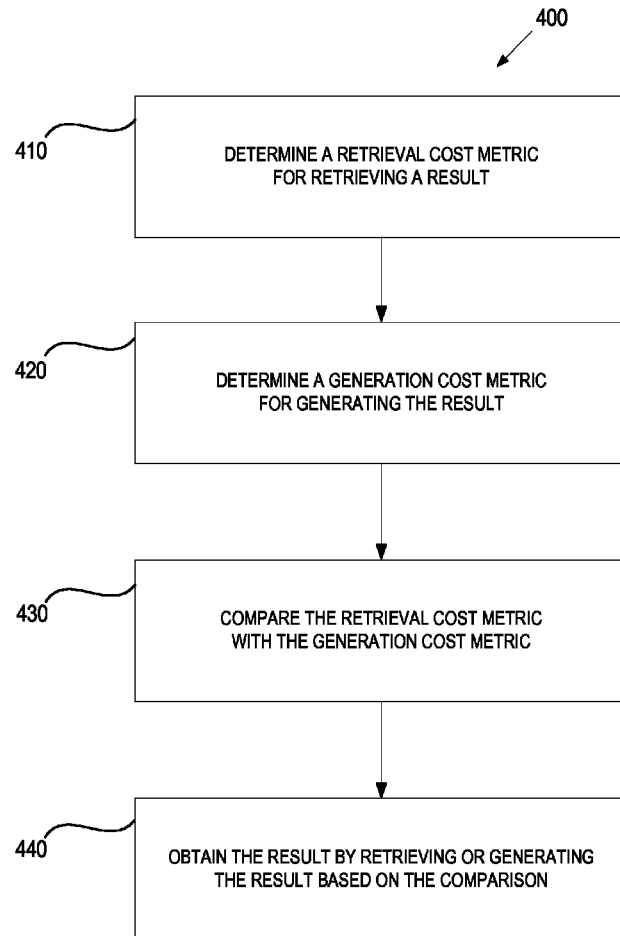 400
410
DETERMINE A RETRIEVAL COST METRIC
FOR RETRIEVING A RESULT
420
DETERMINE A GENERATION COST METRIC
FOR GENERATING THE RESULT
430
COMPARE THE RETRIEVAL COST METRIC
WITH THE GENERATION COST METRIC
440
OBTAIN THE RESULT BY RETRIEVING OR GENERATING
THE RESULT BASED ON THE COMPARISON